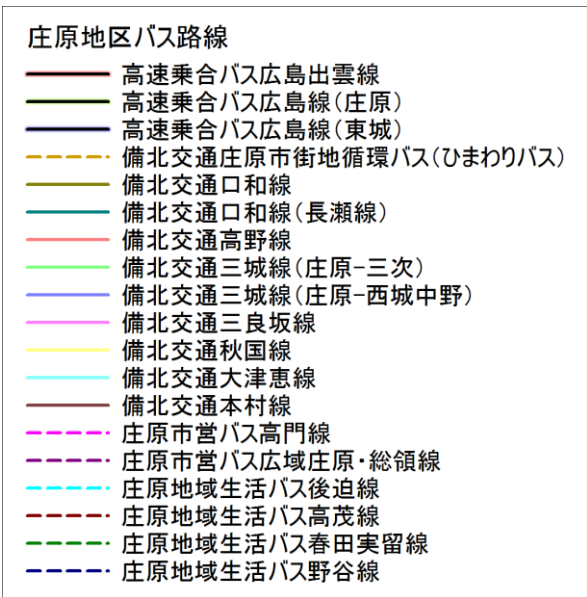 庄原地区バス路線
高速乗合バス広島出雲線
高速乗合バス広島線(庄原)
高速乗合バス広島線(東城)
備北交通庄原市街地循環バス(ひまわりバス)
備北交通口和線
備北交通口和線(長瀬線)
備北交通高野線
備北交通三城線(庄原-三次)
備北交通三城線(庄原-西城中野)
備北交通三良坂線
備北交通秋国線
備北交通大津恵線
備北交通本村線
庄原市営バス高門線
庄原市営バス広域庄原・総領線
庄原地域生活バス後迫線
庄原地域生活バス高茂線
庄原地域生活バス春田実留線
庄原地域生活バス野谷線